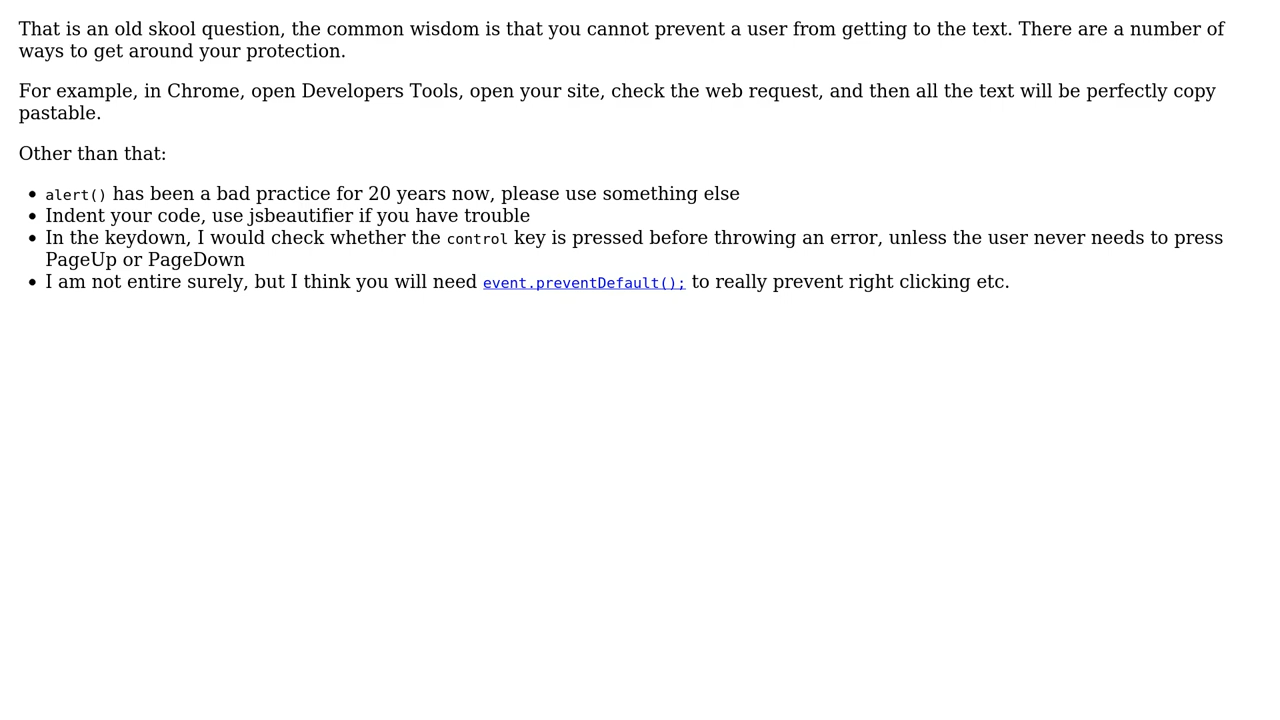 That is an old skool question, the common wisdom is that you cannot prevent a user from getting to the text. There are a number of
ways to get around your protection.
For example, in Chrome, open Developers Tools, open your site, check the web request, and then all the text will be perfectly copy
pastable.
Other than that:
• alert() has been a bad practice for 20 years now, please use something else
• Indent your code, use jsbeautifier if you have trouble
• In the keydown, I would check whether the control key is pressed before throwing an error, unless the user never needs to press
PageUp or PageDown
• I am not entire surely, but I think you will need event.preventDefault(); to really prevent right clicking etc.